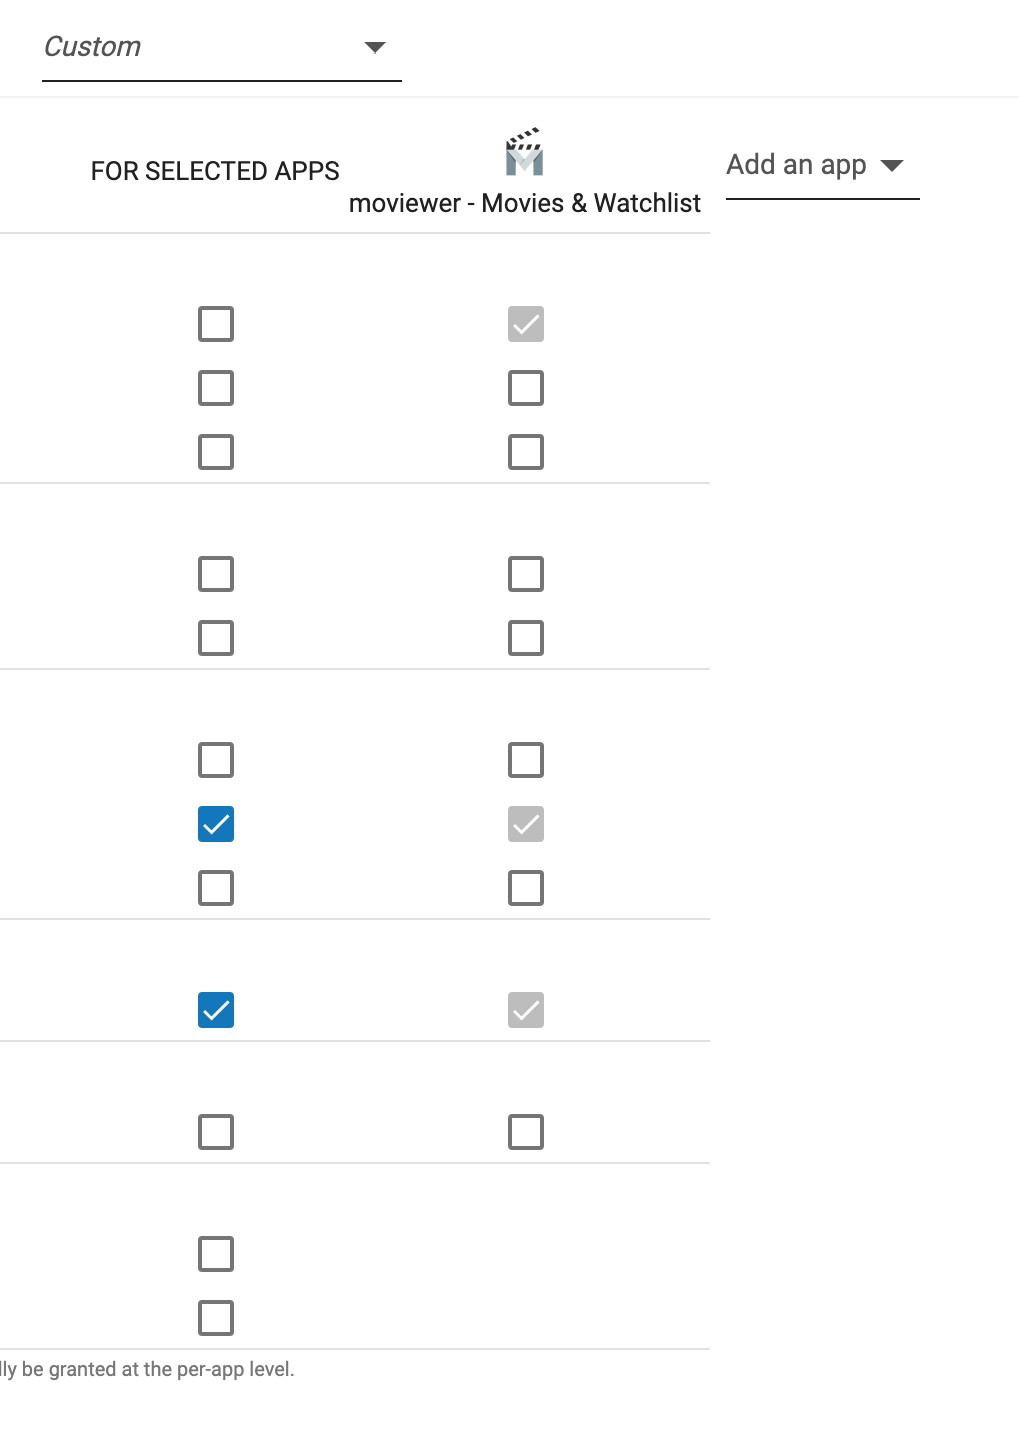 Custom
FOR SELECTED APPS
moviewer - Movies & Watchlist
Add an app
lly be granted at the per-app level.